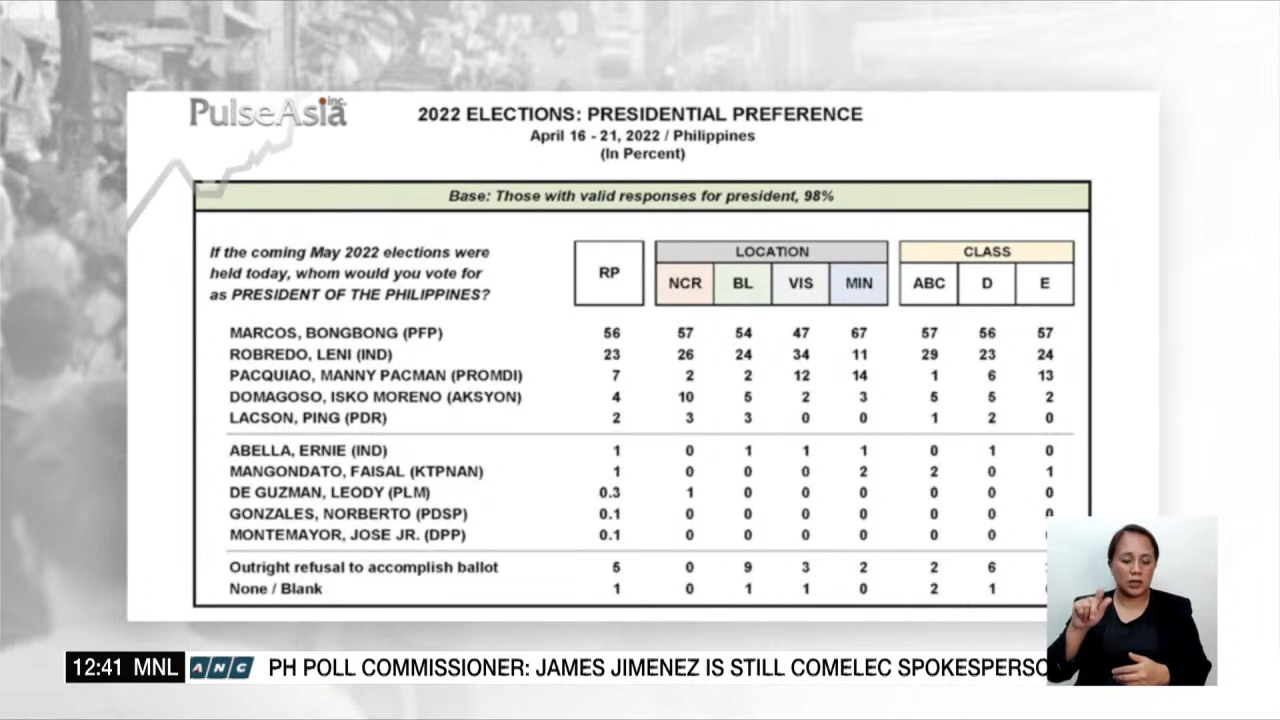 PulseAsia inc.
2022 ELECTIONS: PRESIDENTIAL PREFERENCE
April 16 - 21, 2022 / Philippines
(In Percent)
Base: Those with valid responses for president, 98%
If the coming May 2022 elections were
held today, whom would you vote for
as PRESIDENT OF THE PHILIPPINES?
RP
LOCATION
CLASS
NCR BL VIS MIN ABC D E
MARCOS, BONGBONG (PFP) 56 57 54 47 67 57 56 57
ROBREDO, LENI (IND) 23 26 24 34 11 29 23 24
PACQUIAO, MANNY PACMAN (PROMDI) 7 2 2 12 14 1 6 13
DOMAGOSO, ISKO MORENO (AKSYON) 4 10 5 2 3 5 5 2
LACSON, PING (PDR) 2 3 3 0 0 1 2 0
ABELLA, ERNIE (IND) 1 0 1 1 1 0 1 0
MANGONDATO, FAISAL (KTPNAN) 1 0 0 0 2 2 0 1
DE GUZMAN, LEODY (PLM) 0.3 1 0 0 0 0 0 0
GONZALES, NORBERTO (PDSP) 0.1 0 0 0 0 0 0 0
MONTEMAYOR, JOSE JR. (DPP) 0.1 0 0 0 0 0 0
Outright refusal to accomplish ballot 5 0 9 3 2 2 6
None / Blank 1 0 1 1 0 2 1
12:41 MNL ANC PH POLL COMMISSIONER: JAMES JIMENEZ IS STILL COMELEC SPOKESPERSO